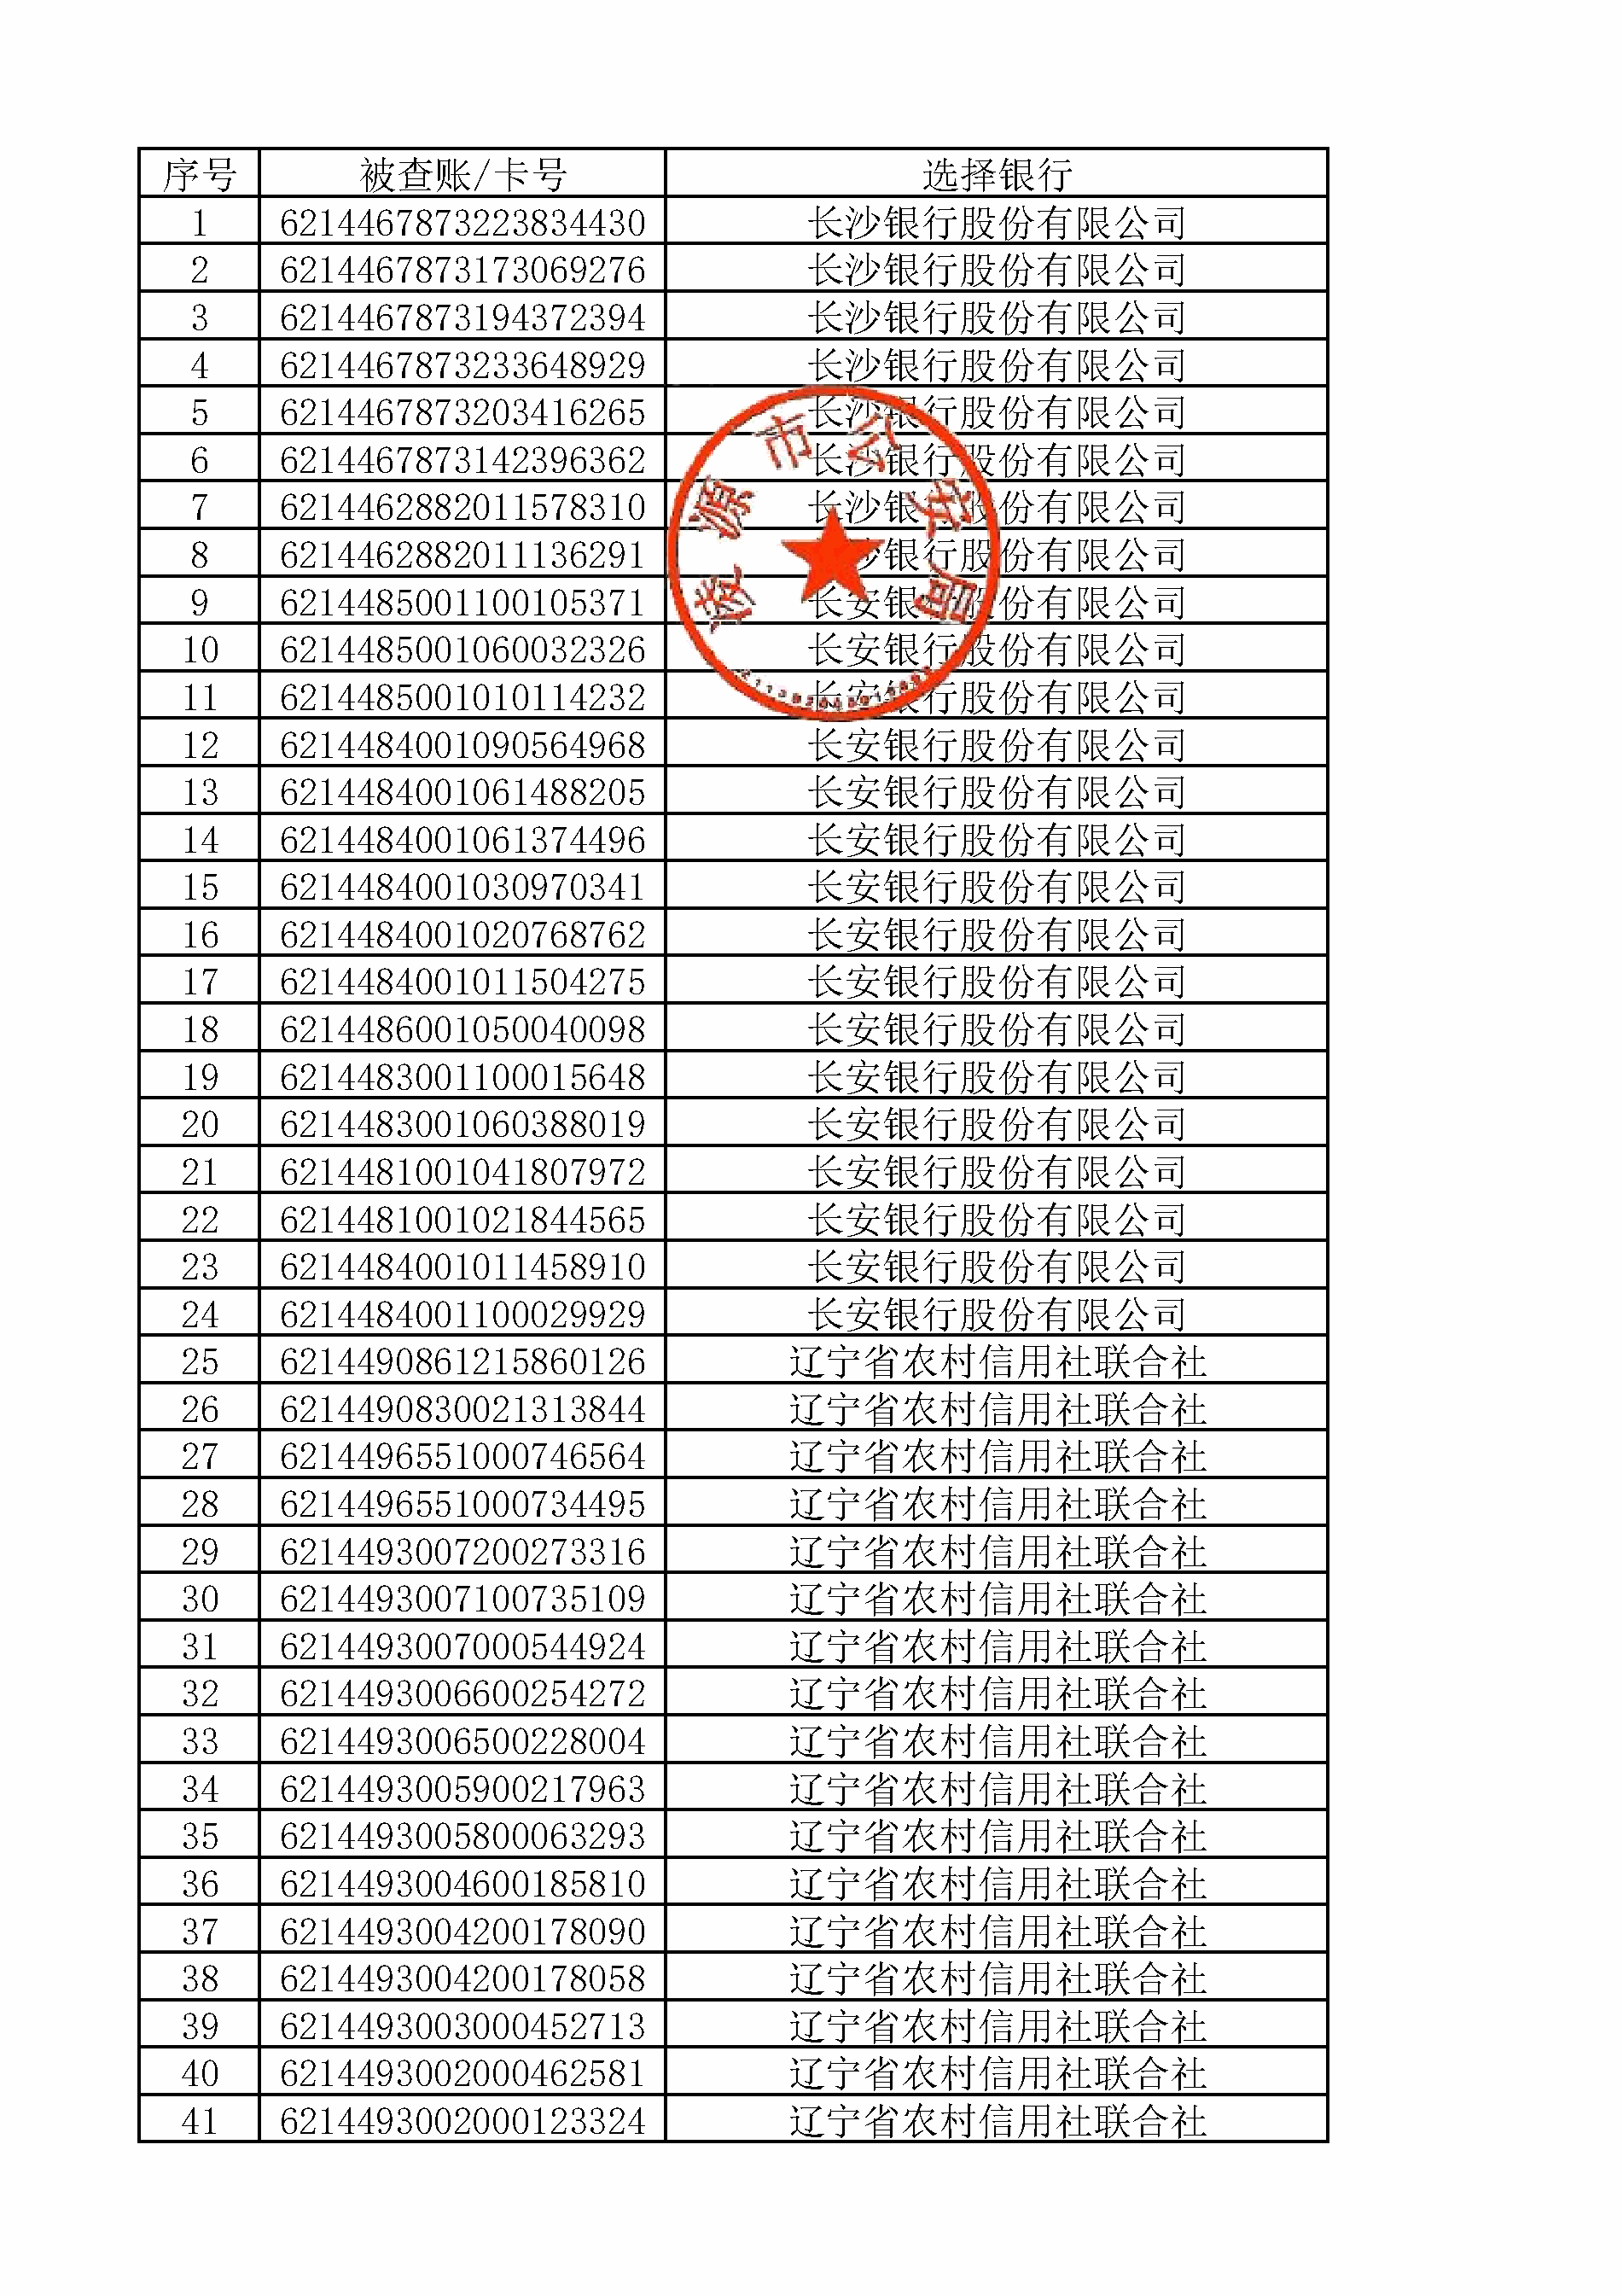 序号 被查账/卡号 选择银行
1 6214467873223834430 长沙银行股份有限公司
2 6214467873173069276 长沙银行股份有限公司
3 6214467873194372394 长沙银行股份有限公司
4 6214467873233648929 长沙银行股份有限公司
5 6214467873203416265 长沙银行股份有限公司
6 6214467873142396362 长沙银行股份有限公司
7 6214462882011578310 长沙银行股份有限公司
8 6214462882011136291 长沙银行股份有限公司
9 6214485001100105371 长安银行股份有限公司
10 6214485001060032326 长安银行股份有限公司
11 6214485001010114232 长安银行股份有限公司
12 6214484001090564968 长安银行股份有限公司
13 6214484001061488205 长安银行股份有限公司
14 6214484001061374496 长安银行股份有限公司
15 6214484001030970341 长安银行股份有限公司
16 6214484001020768762 长安银行股份有限公司
17 6214484001011504275 长安银行股份有限公司
18 6214486001050040098 长安银行股份有限公司
19 6214483001100015648 长安银行股份有限公司
20 6214483001060388019 长安银行股份有限公司
21 6214481001041807972 长安银行股份有限公司
22 6214481001021844565 长安银行股份有限公司
23 6214484001011458910 长安银行股份有限公司
24 6214484001100029929 长安银行股份有限公司
25 6214490861215860126 辽宁省农村信用社联合社
26 6214490830021313844 辽宁省农村信用社联合社
27 6214496551000746564 辽宁省农村信用社联合社
28 6214496551000734495 辽宁省农村信用社联合社
29 6214493007200273316 辽宁省农村信用社联合社
30 6214493007100735109 辽宁省农村信用社联合社
31 6214493007000544924 辽宁省农村信用社联合社
32 6214493006600254272 辽宁省农村信用社联合社
33 6214493006500228004 辽宁省农村信用社联合社
34 6214493005900217963 辽宁省农村信用社联合社
35 6214493005800063293 辽宁省农村信用社联合社
36 6214493004600185810 辽宁省农村信用社联合社
37 6214493004200178090 辽宁省农村信用社联合社
38 6214493004200178058 辽宁省农村信用社联合社
39 6214493003000452713 辽宁省农村信用社联合社
40 6214493002000462581 辽宁省农村信用社联合社
41 6214493002000123324 辽宁省农村信用社联合社
凌源市公安局